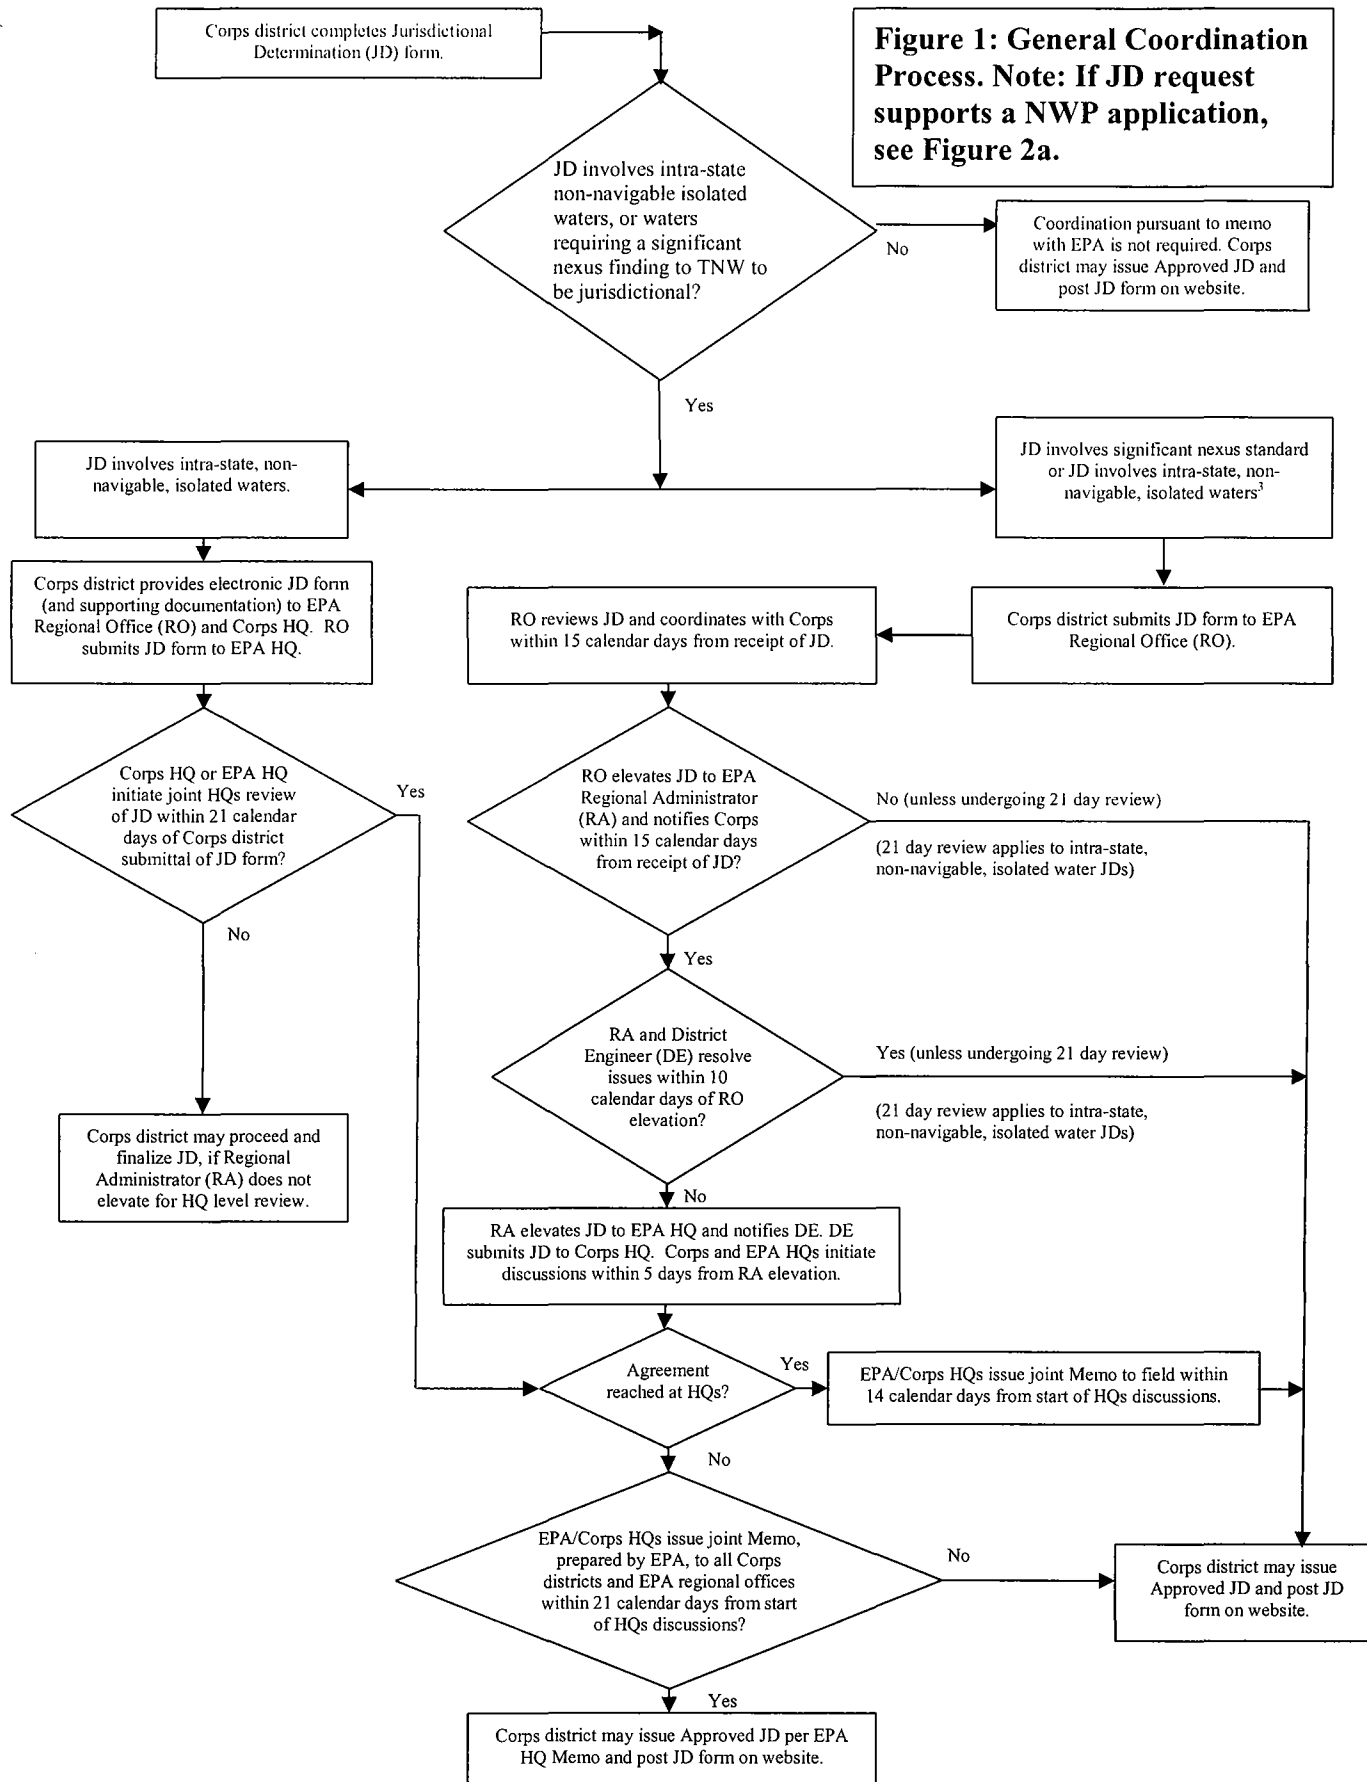 Corps district completes Jurisdictional
Determination (JD) form.
Figure 1: General Coordination
Process. Note: If JD request
supports a NWP application,
see Figure 2a.
JD involves intra-state
non-navigable isolated
waters, or waters
requiring a significant
nexus finding to TNW to
be jurisdictional?
No
Coordination pursuant to memo
with EPA is not required. Corps
district may issue Approved JD and
post JD form on website.
Yes
JD involves intra-state, non-
navigable, isolated waters.
JD involves significant nexus standard
or JD involves intra-state, non-
navigable, isolated waters³
Corps district provides electronic JD form
(and supporting documentation) to EPA
Regional Office (RO) and Corps HQ. RO
submits JD form to EPA HQ.
RO reviews JD and coordinates with Corps
within 15 calendar days from receipt of JD.
Corps district submits JD form to EPA
Regional Office (RO).
Corps HQ or EPA HQ
initiate joint HQs review
of JD within 21 calendar
days of Corps district
submittal of JD form?
Yes
No
RO elevates JD to EPA
Regional Administrator
(RA) and notifies Corps
within 15 calendar days
from receipt of JD?
No (unless undergoing 21 day review)
(21 day review applies to intra-state,
non-navigable, isolated water JDs)
Yes
RA and District
Engineer (DE) resolve
issues within 10
calendar days of RO
elevation?
Yes (unless undergoing 21 day review)
(21 day review applies to intra-state,
non-navigable, isolated water JDs)
No
Corps district may proceed and
finalize JD, if Regional
Administrator (RA) does not
elevate for HQ level review.
RA elevates JD to EPA HQ and notifies DE. DE
submits JD to Corps HQ. Corps and EPA HQs initiate
discussions within 5 days from RA elevation.
Agreement
reached at HQs?
Yes
EPA/Corps HQs issue joint Memo to field within
14 calendar days from start of HQs discussions.
No
EPA/Corps HQs issue joint Memo,
prepared by EPA, to all Corps
districts and EPA regional offices
within 21 calendar days from start
of HQs discussions?
No
Corps district may issue
Approved JD and post JD
form on website.
Yes
Corps district may issue Approved JD per EPA
HQ Memo and post JD form on website.